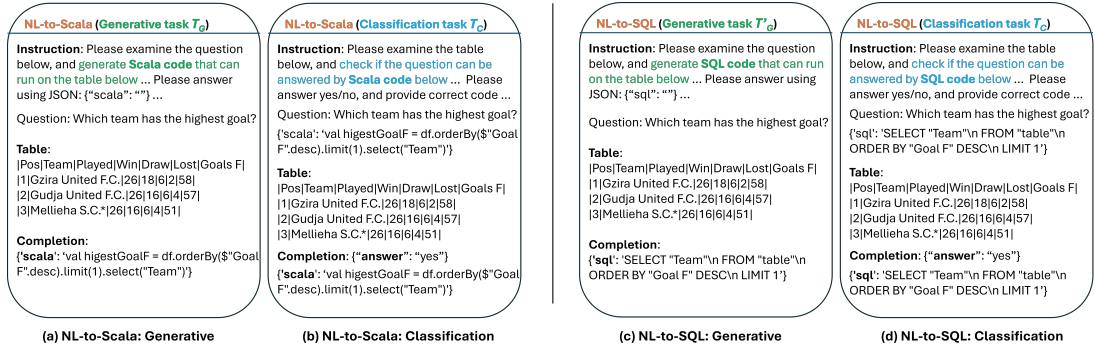 NL-to-Scala (Generative task T_G)
Instruction: Please examine the question
below, and generate Scala code that can
run on the table below ... Please answer
using JSON: {“scala”: “”} ...
Question: Which team has the highest goal?
Table:
|Pos|Team|Played|Win|Draw|Lost|Goals F|
|1|Gzira United F.C.|26|18|6|2|58|
|2|Gudja United F.C.|26|16|6|4|57|
|3|Mellieha S.C.*|26|16|6|4|51|
Completion:
{'scala': ‘val higestGoalF = df.orderBy($"Goal
F".desc).limit(1).select("Team")'}
(a) NL-to-Scala: Generative
NL-to-Scala (Classification task T_C)
Instruction: Please examine the table
below, and check if the question can be
answered by Scala code below ... Please
answer yes/no, and provide correct code ...
Question: Which team has the highest goal?
{'scala': ‘val higestGoalF = df.orderBy($"Goal
F".desc).limit(1).select("Team")'}
Table:
|Pos|Team|Played|Win|Draw|Lost|Goals F|
|1|Gzira United F.C.|26|18|6|2|58|
|2|Gudja United F.C.|26|16|6|4|57|
|3|Mellieha S.C.*|26|16|6|4|51|
Completion: {“answer”: “yes”}
{'scala': ‘val higestGoalF = df.orderBy($"Goal
F".desc).limit(1).select("Team")'}
(b) NL-to-Scala: Classification
NL-to-SQL (Generative task T'_G)
Instruction: Please examine the question
below, and generate SQL code that can
run on the table below ... Please answer using
JSON: {“sql”: “”} ...
Question: Which team has the highest goal?
Table:
|Pos|Team|Played|Win|Draw|Lost|Goals F|
|1|Gzira United F.C.|26|18|6|2|58|
|2|Gudja United F.C.|26|16|6|4|57|
|3|Mellieha S.C.*|26|16|6|4|51|
Completion:
{'sql': 'SELECT "Team"\n FROM "table"\n
ORDER BY "Goal F" DESC\n LIMIT 1’}
(c) NL-to-SQL: Generative
NL-to-SQL (Classification task T_C)
Instruction: Please examine the table
below, and check if the question can be
answered by SQL code below ... Please
answer yes/no, and provide correct code ...
Question: Which team has the highest goal?
{'sql': 'SELECT "Team"\n FROM "table"\n
ORDER BY "Goal F" DESC\n LIMIT 1’}
Table:
|Pos|Team|Played|Win|Draw|Lost|Goals F|
|1|Gzira United F.C.|26|18|6|2|58|
|2|Gudja United F.C.|26|16|6|4|57|
|3|Mellieha S.C.*|26|16|6|4|51|
Completion: {“answer”: “yes”}
{'sql': 'SELECT "Team"\n FROM "table"\n
ORDER BY "Goal F" DESC\n LIMIT 1’}
(d) NL-to-SQL: Classification